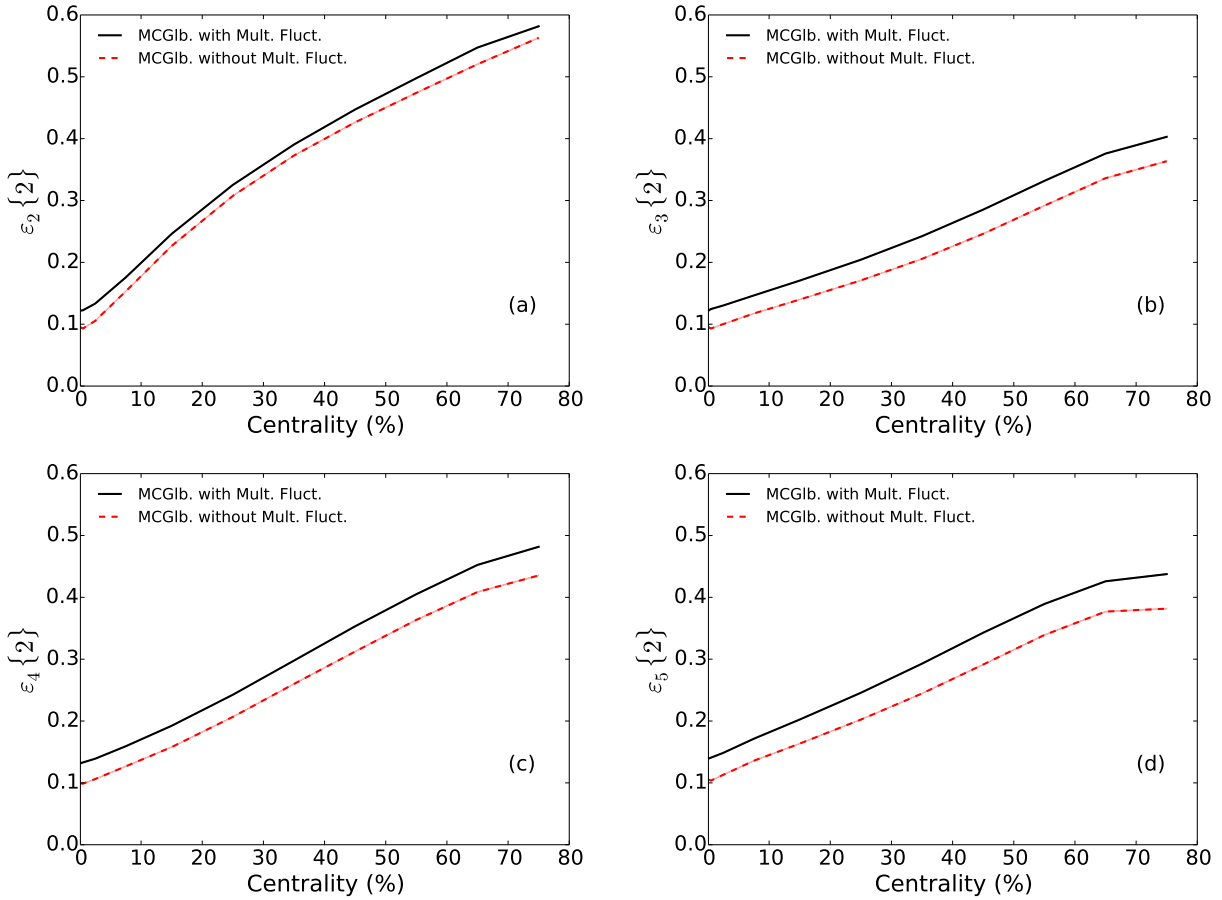 0.6
MCGlb. with Mult. Fluct.
MCGlb. without Mult. Fluct.
0.5
0.4
ε₂{2}
0.3
0.2
(a)
0.1
0.0
0 10 20 30 40 50 60 70 80
Centrality (%)
0.6
MCGlb. with Mult. Fluct.
MCGlb. without Mult. Fluct.
0.5
0.4
ε₃{2}
0.3
0.2
(b)
0.1
0.0
0 10 20 30 40 50 60 70 80
Centrality (%)
0.6
MCGlb. with Mult. Fluct.
MCGlb. without Mult. Fluct.
0.5
0.4
ε₄{2}
0.3
0.2
(c)
0.1
0.0
0 10 20 30 40 50 60 70 80
Centrality (%)
0.6
MCGlb. with Mult. Fluct.
MCGlb. without Mult. Fluct.
0.5
0.4
ε₅{2}
0.3
0.2
(d)
0.1
0.0
0 10 20 30 40 50 60 70 80
Centrality (%)